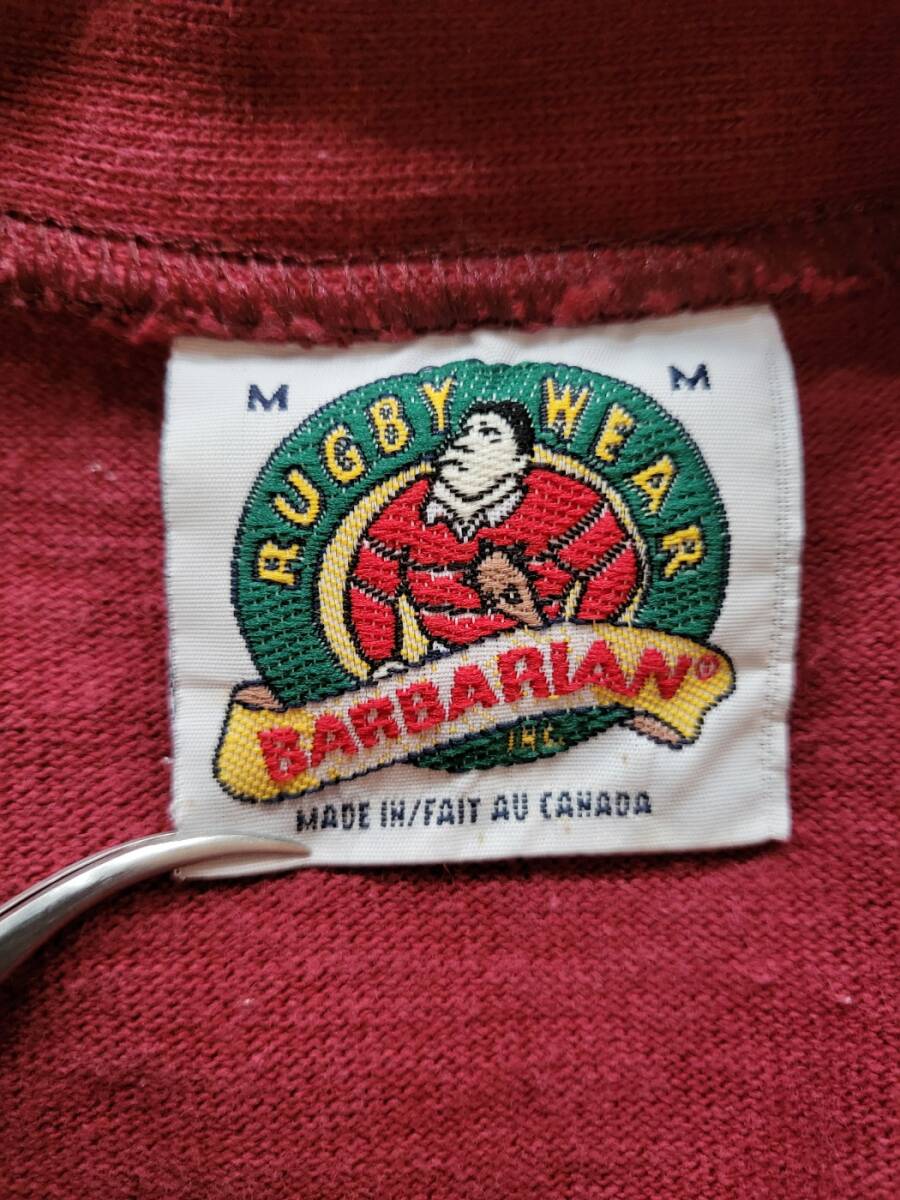 M M
RUGBY WEAR
BARBARIAN®
INC
MADE IN/FAIT AU CANADA